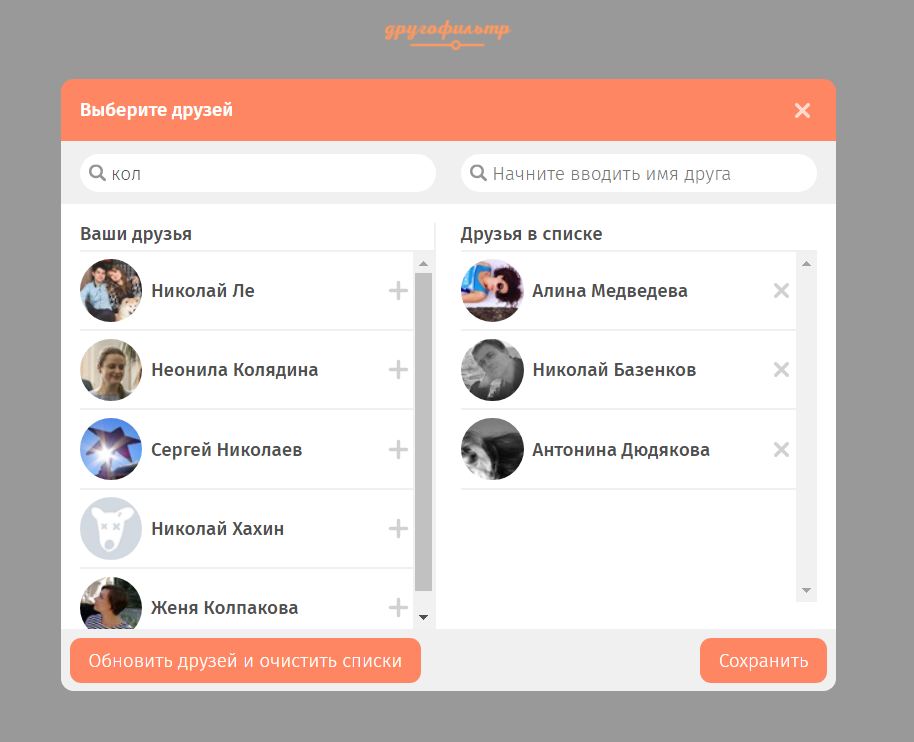 другофильтр
Выберите друзей
кол
Начните вводить имя друга
Ваши друзья
Друзья в списке
Николай Ле
Алина Медведева
Неонила Колядина
Николай Базенков
Сергей Николаев
Антонина Дюдякова
Николай Хахин
Женя Колпакова
Обновить друзей и очистить списки
Сохранить